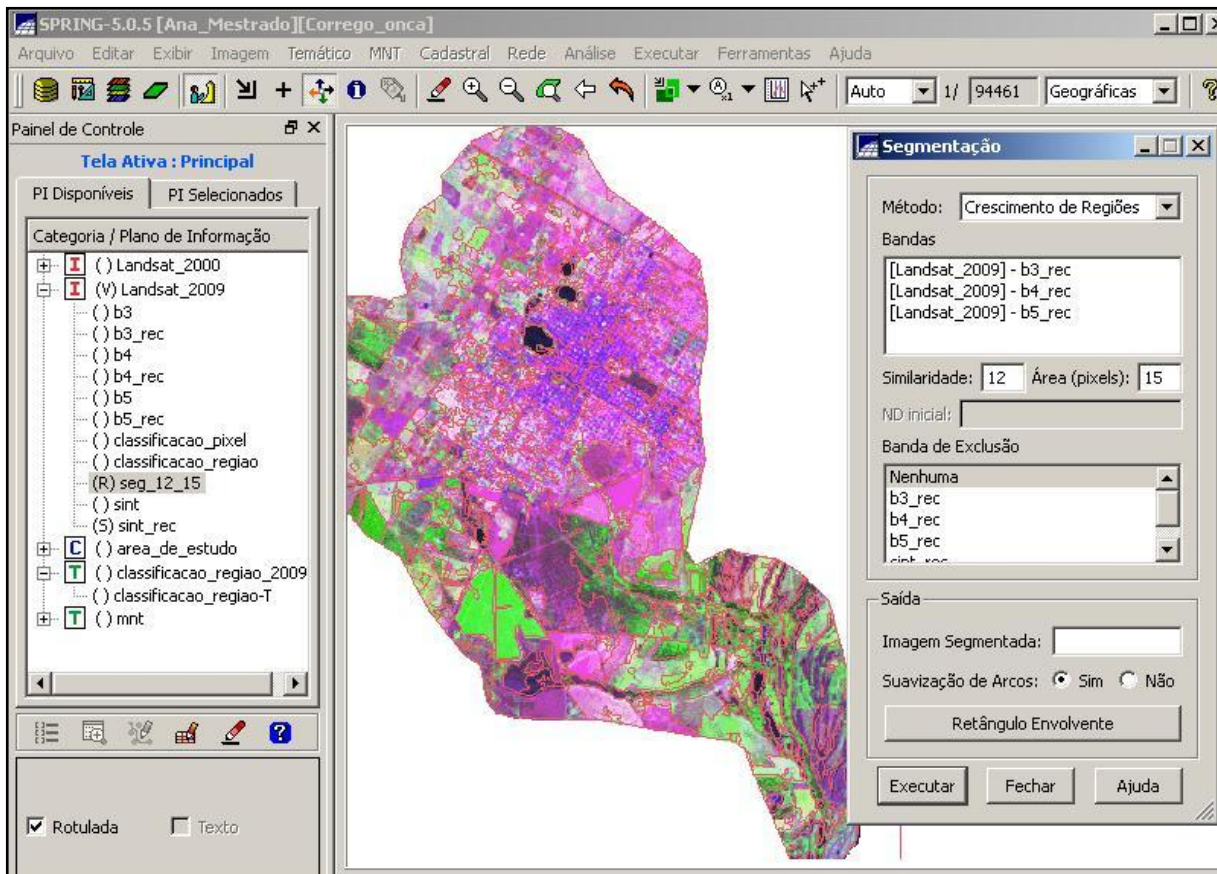 SPRING-5.0.5 [Ana_Mestrado][Corrego_onca]
Arquivo Editar Exibir Imagem Temático MNT Cadastral Rede Análise Executar Ferramentas Ajuda
Auto 1/ 94461 Geográficas
Painel de Controle
Tela Ativa : Principal
PI Disponíveis PI Selecionados
Categoria / Plano de Informação
I () Landsat_2000
I (V) Landsat_2009
() b3
() b3_rec
() b4
() b4_rec
() b5
() b5_rec
() classificacao_pixel
() classificacao_regiao
(R) seg_12_15
() sint
(S) sint_rec
C () area_de_estudo
T () classificacao_regiao_2009
() classificacao_regiao-T
T () mnt
Rotulada Texto
Segmentação
Método: Crescimento de Regiões
Bandas
[Landsat_2009] - b3_rec
[Landsat_2009] - b4_rec
[Landsat_2009] - b5_rec
Similaridade: 12 Área (pixels): 15
ND inicial:
Banda de Exclusão
Nenhuma
b3_rec
b4_rec
b5_rec
sint_rec
Saída
Imagem Segmentada:
Suavização de Arcos: Sim Não
Retângulo Envolvente
Executar Fechar Ajuda